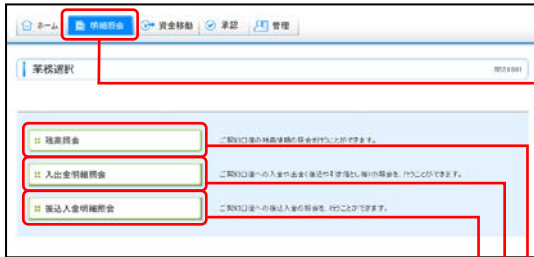 ホーム 明細照会 資金移動 承認 管理
業務選択
残高照会 ご契約口座の残高情報の照会を行うことができます。
入出金明細照会 ご契約口座への入金や出金（振込や引き落とし等）の照会を、行うことができます。
振込入金明細照会 ご契約口座への振込入金の照会を、行うことができます。